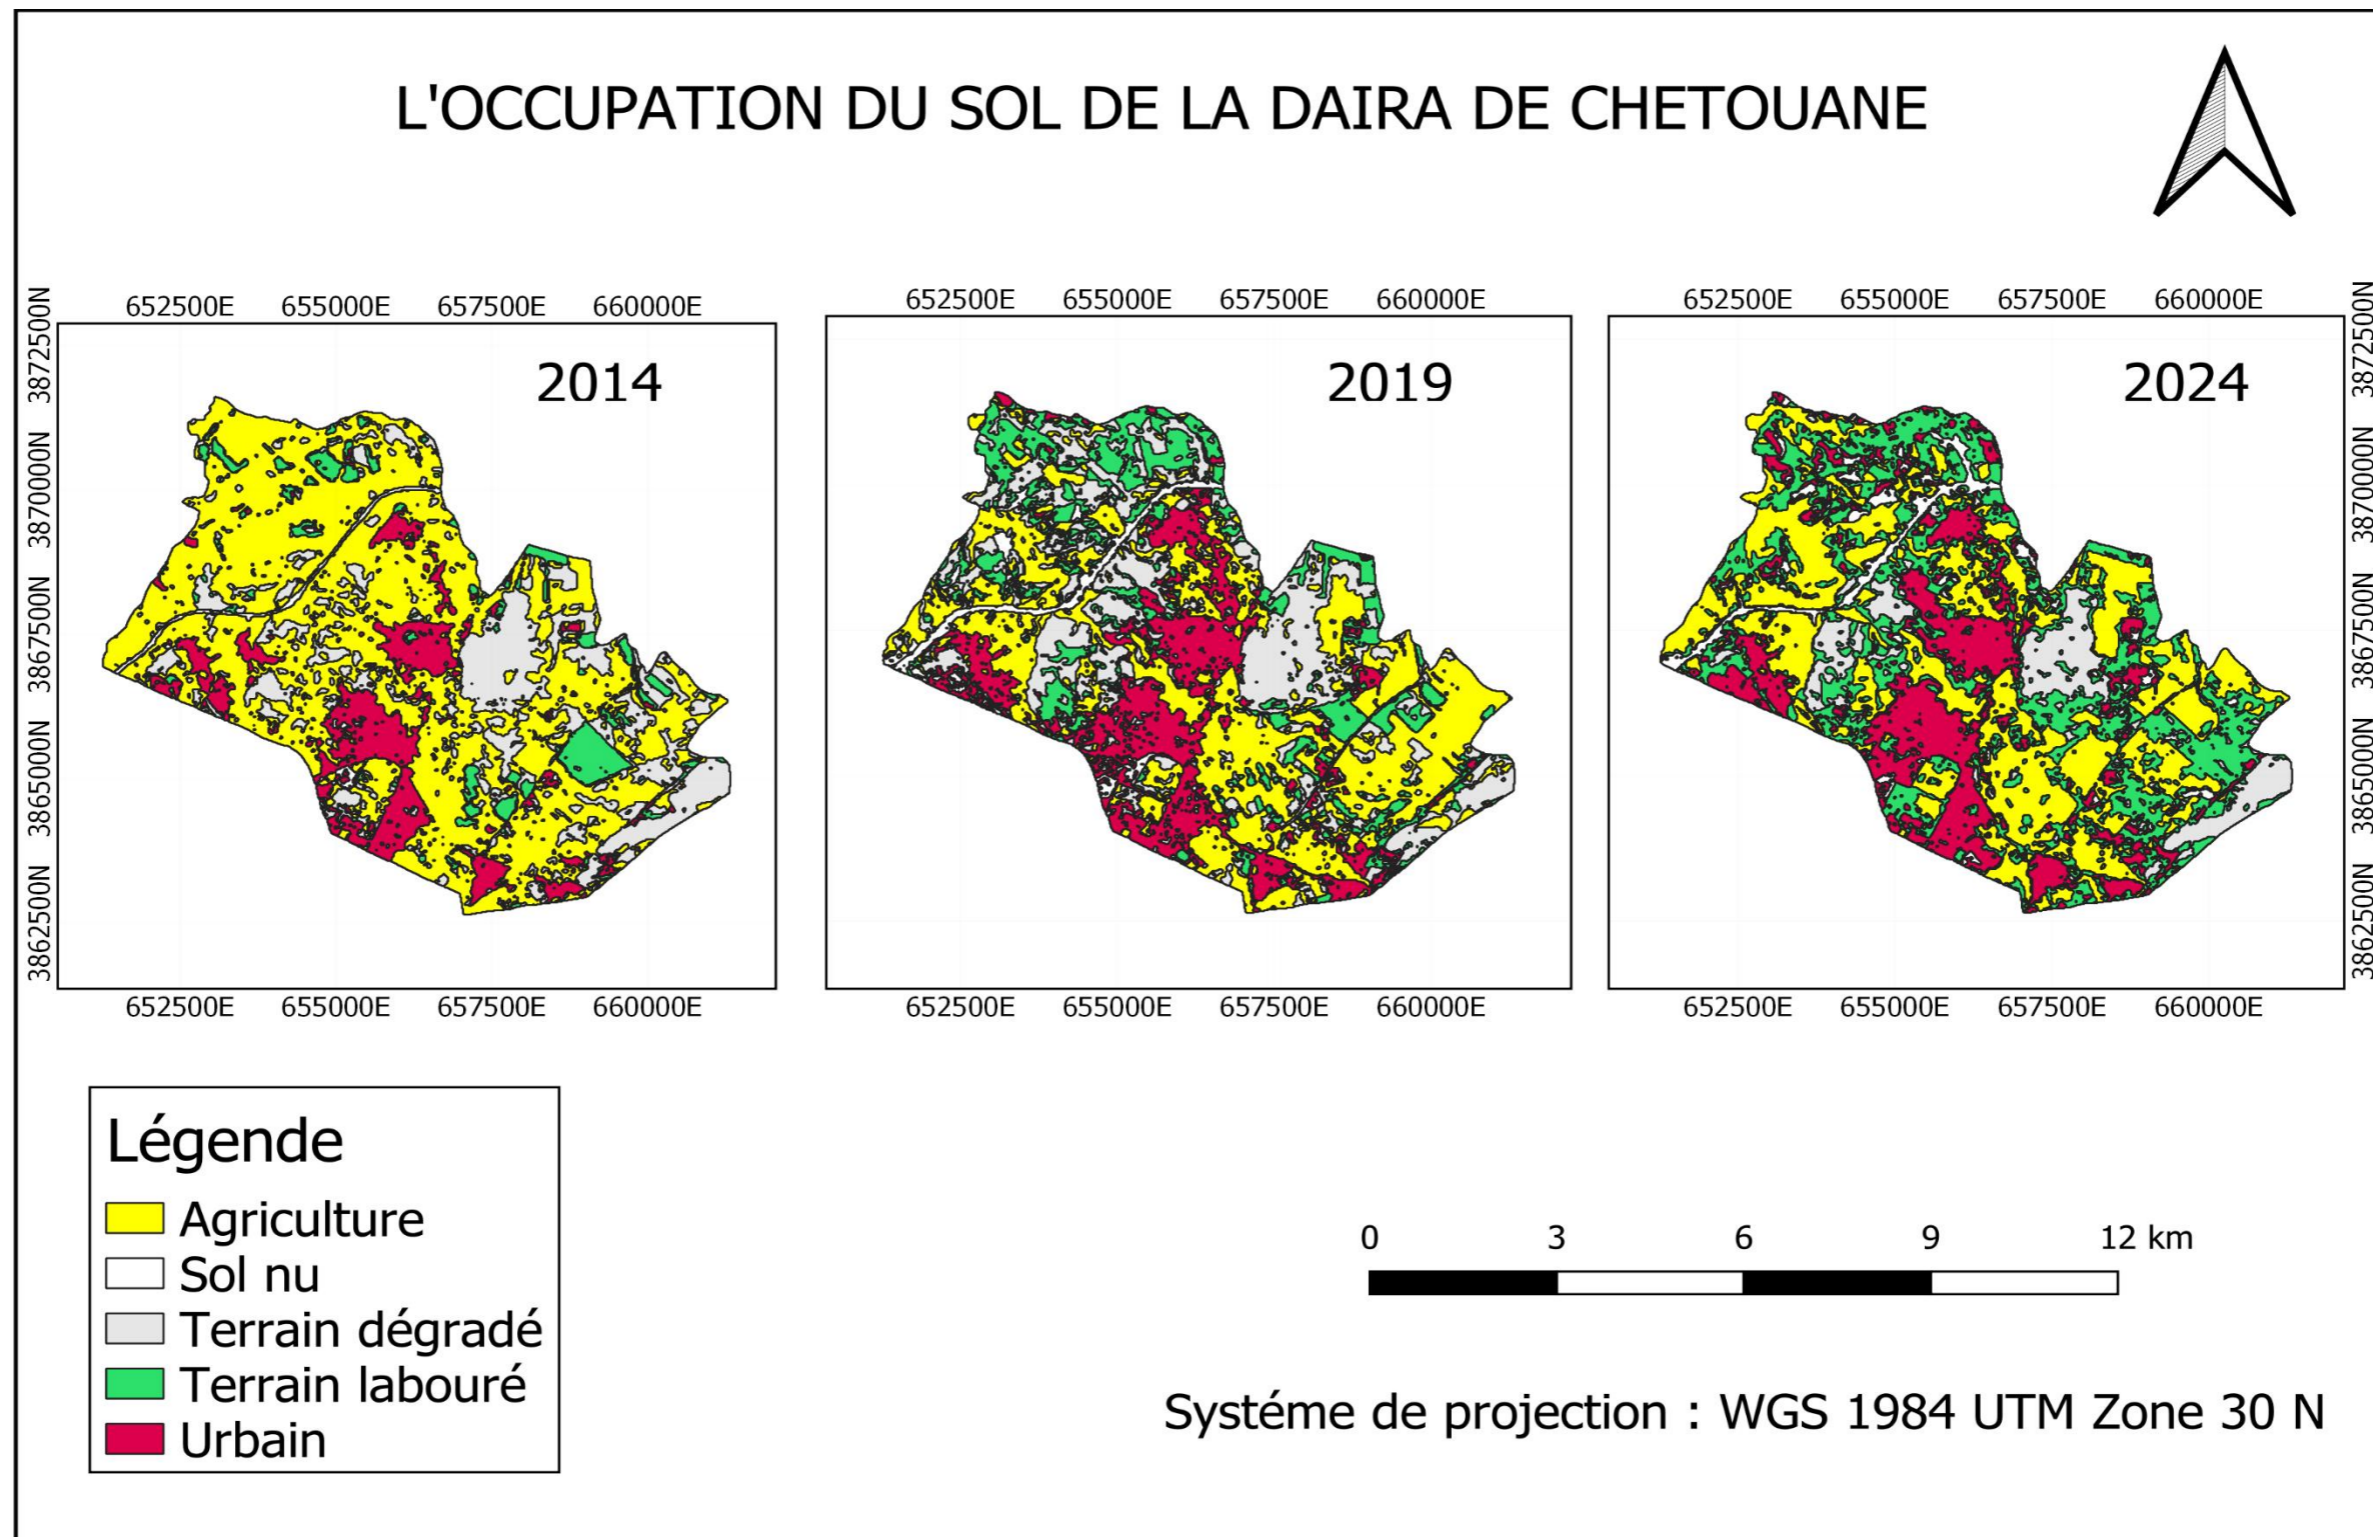 L'OCCUPATION DU SOL DE LA DAIRA DE CHETOUANE
652500E 655000E 657500E 660000E
652500E 655000E 657500E 660000E
652500E 655000E 657500E 660000E
2014
2019
2024
3872500N
3870000N
3867500N
3865000N
3862500N
3872500N
3870000N
3867500N
3865000N
3862500N
652500E 655000E 657500E 660000E
652500E 655000E 657500E 660000E
652500E 655000E 657500E 660000E
Légende
Agriculture
Sol nu
Terrain dégradé
Terrain labouré
Urbain
0 3 6 9 12 km
Systéme de projection : WGS 1984 UTM Zone 30 N